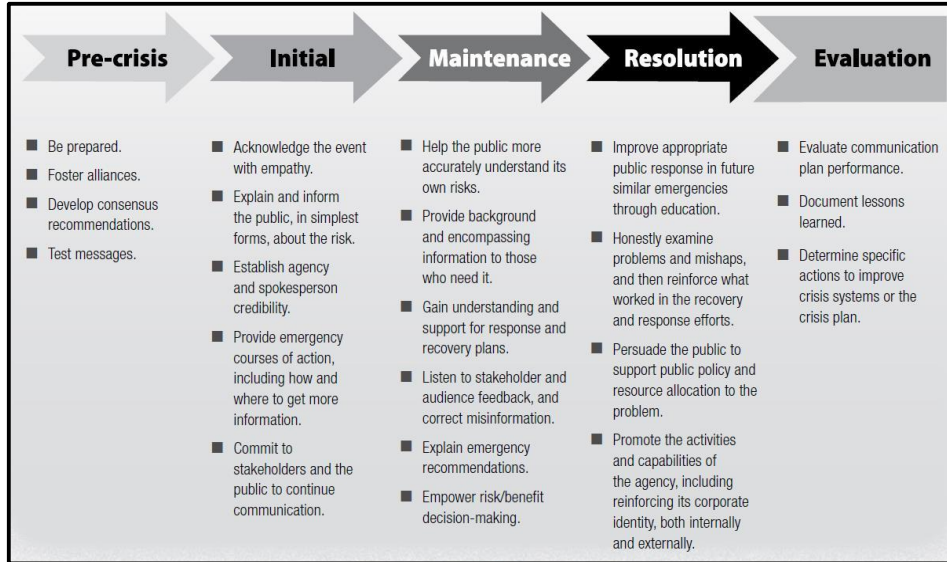 Pre-crisis
Initial
Maintenance
Resolution
Evaluation
■ Be prepared.
■ Foster alliances.
■ Develop consensus
recommendations.
■ Test messages.
■ Acknowledge the event
with empathy.
■ Explain and inform
the public, in simplest
forms, about the risk.
■ Establish agency
and spokesperson
credibility.
■ Provide emergency
courses of action,
including how and
where to get more
information.
■ Commit to
stakeholders and the
public to continue
communication.
■ Help the public more
accurately understand its
own risks.
■ Provide background
and encompassing
information to those
who need it.
■ Gain understanding and
support for response and
recovery plans.
■ Listen to stakeholder and
audience feedback, and
correct misinformation.
■ Explain emergency
recommendations.
■ Empower risk/benefit
decision-making.
■ Improve appropriate
public response in future
similar emergencies
through education.
■ Honestly examine
problems and mishaps,
and then reinforce what
worked in the recovery
and response efforts.
■ Persuade the public to
support public policy and
resource allocation to the
problem.
■ Promote the activities
and capabilities of
the agency, including
reinforcing its corporate
identity, both internally
and externally.
■ Evaluate communication
plan performance.
■ Document lessons
learned.
■ Determine specific
actions to improve
crisis systems or the
crisis plan.